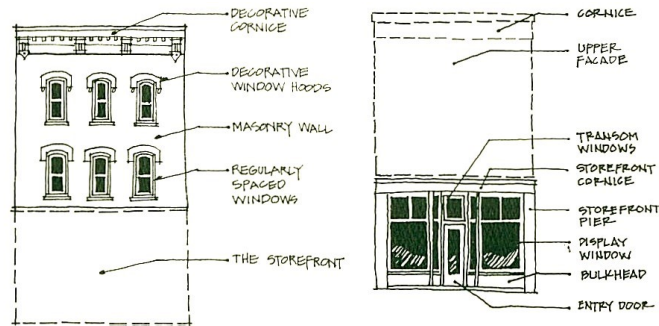 DECORATIVE
CORNICE
DECORATIVE
WINDOW HOODS
MASONRY WALL
REGULARLY
SPACED
WINDOWS
THE STOREFRONT
CORNICE
UPPER
FACADE
TRANSOM
WINDOWS
STOREFRONT
CORNICE
STOREFRONT
PIER
DISPLAY
WINDOW
BULKHEAD
ENTRY DOOR